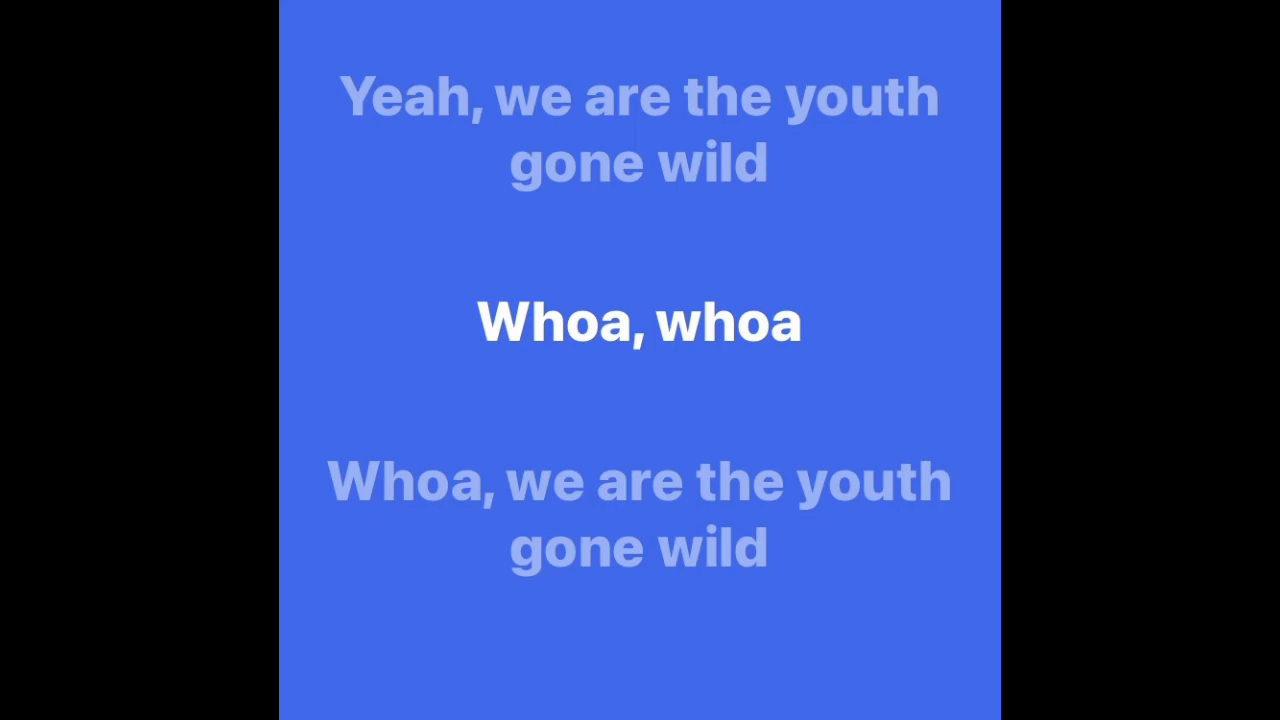 Yeah, we are the youth
gone wild
Whoa, whoa
Whoa, we are the youth
gone wild